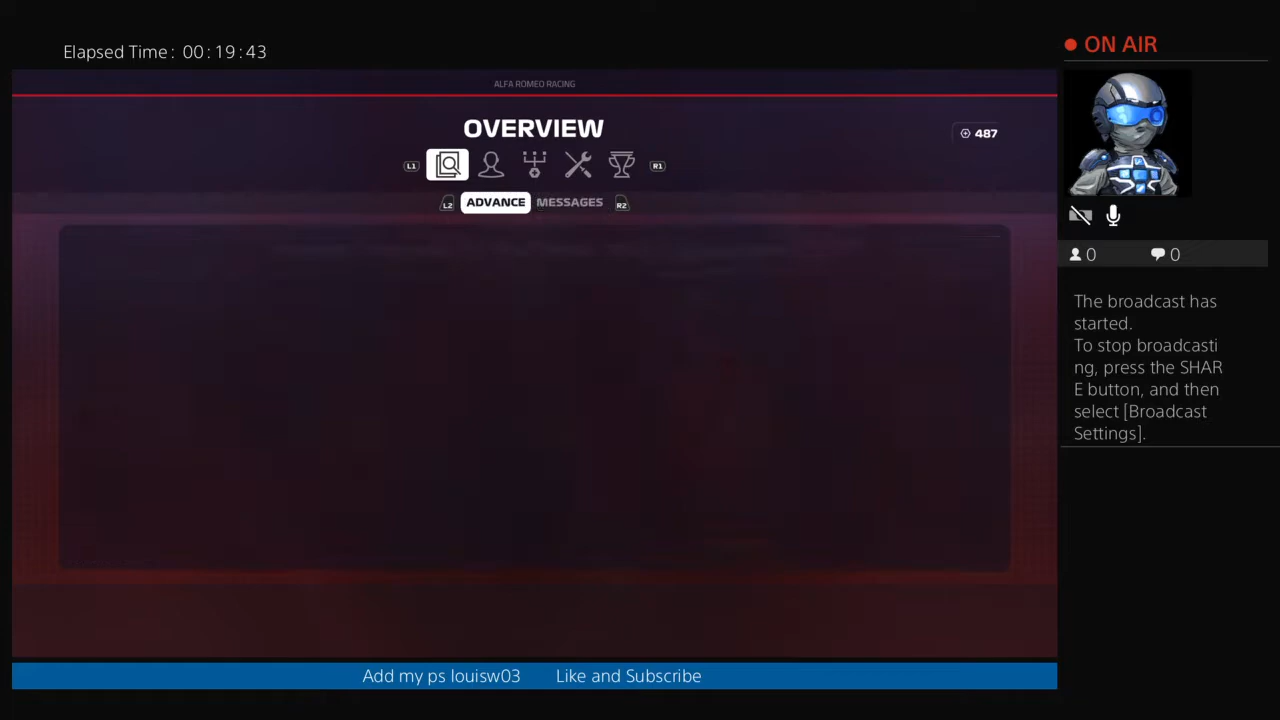 Elapsed Time: 00:19:43
ON AIR
ALFA ROMEO RACING
OVERVIEW
487
L1
R1
L2
ADVANCE
MESSAGES
R2
0
0
The broadcast has
started.
To stop broadcasti
ng, press the SHAR
E button, and then
select [Broadcast
Settings].
Add my ps louisw03 Like and Subscribe